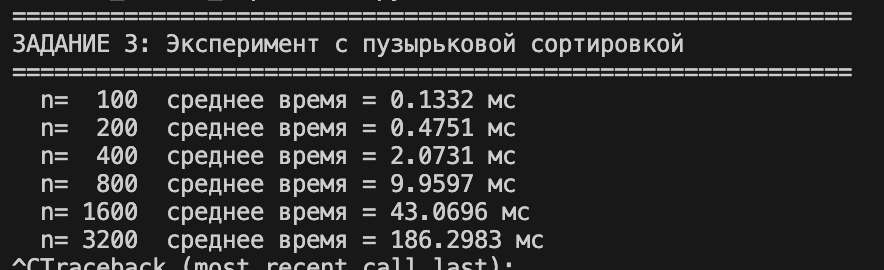 ============================================================
ЗАДАНИЕ 3: Эксперимент с пузырьковой сортировкой
============================================================
n=  100  среднее время = 0.1332 мс
n=  200  среднее время = 0.4751 мс
n=  400  среднее время = 2.0731 мс
n=  800  среднее время = 9.9597 мс
n= 1600  среднее время = 43.0696 мс
n= 3200  среднее время = 186.2983 мс
^CTraceback (most recent call last):